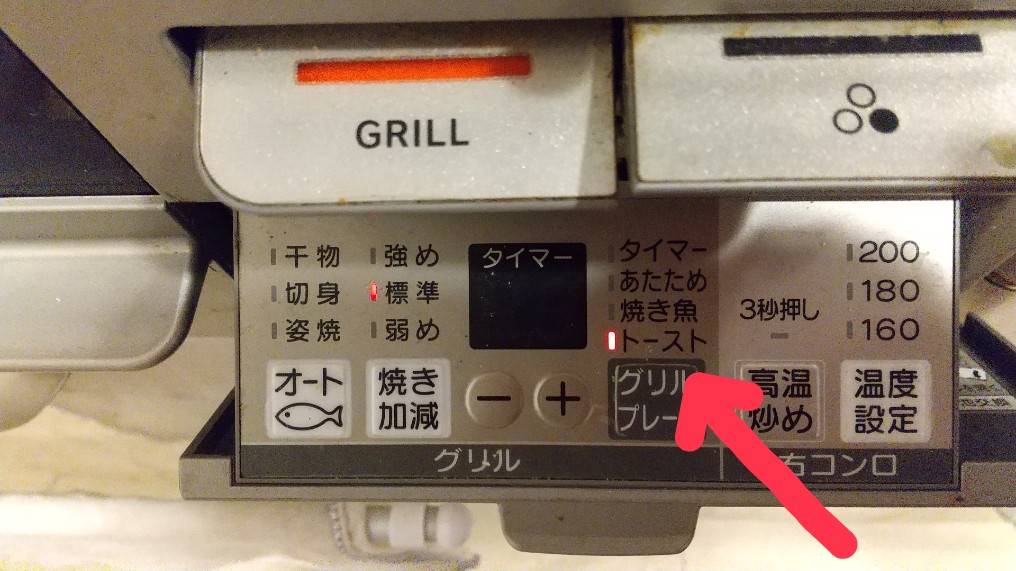 GRILL
干物
切身
姿焼
オート
強め
標準
弱め
焼き
加減
タイマー
− +
タイマー
あたため
焼き魚
トースト
グリル
プレー
グリル
3秒押し
高温
炒め
200
180
160
温度
設定
右コンロ